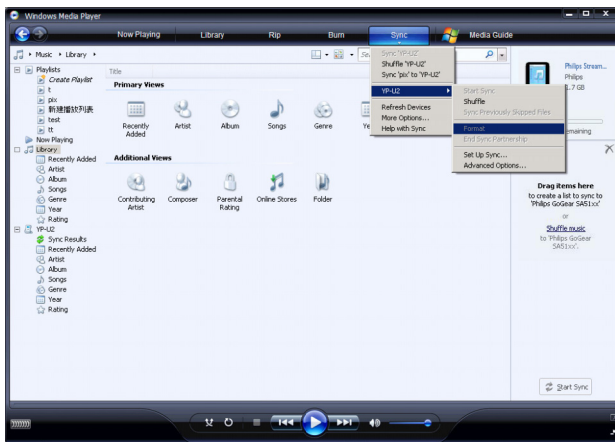 Windows Media Player
Now Playing
Library
Rip
Burn
Sync
Media Guide
Music
Library
Playlists
Create Playlist
t
pix
新建播放列表
test
tt
Now Playing
Library
Recently Added
Artist
Album
Songs
Genre
Year
Rating
YP-U2
Sync Results
Recently Added
Artist
Album
Songs
Genre
Year
Rating
Title
Primary Views
Recently Added
Artist
Album
Songs
Genre
Additional Views
Contributing Artist
Composer
Parental Rating
Online Stores
Folder
Sync 'YP-U2'
Shuffle 'YP-U2'
Sync 'pix' to 'YP-U2'
YP-U2
Refresh Devices
More Options...
Help with Sync
Start Sync
Shuffle
Sync Previously Skipped Files
Format
End Sync Partnership
Set Up Sync...
Advanced Options...
Philips Stream...
Philips
1.7 GB
Drag items here
to create a list to sync to
'Philips GoGear SA51xx'
or
Shuffle music
to 'Philips GoGear
SA51xx'.
Start Sync